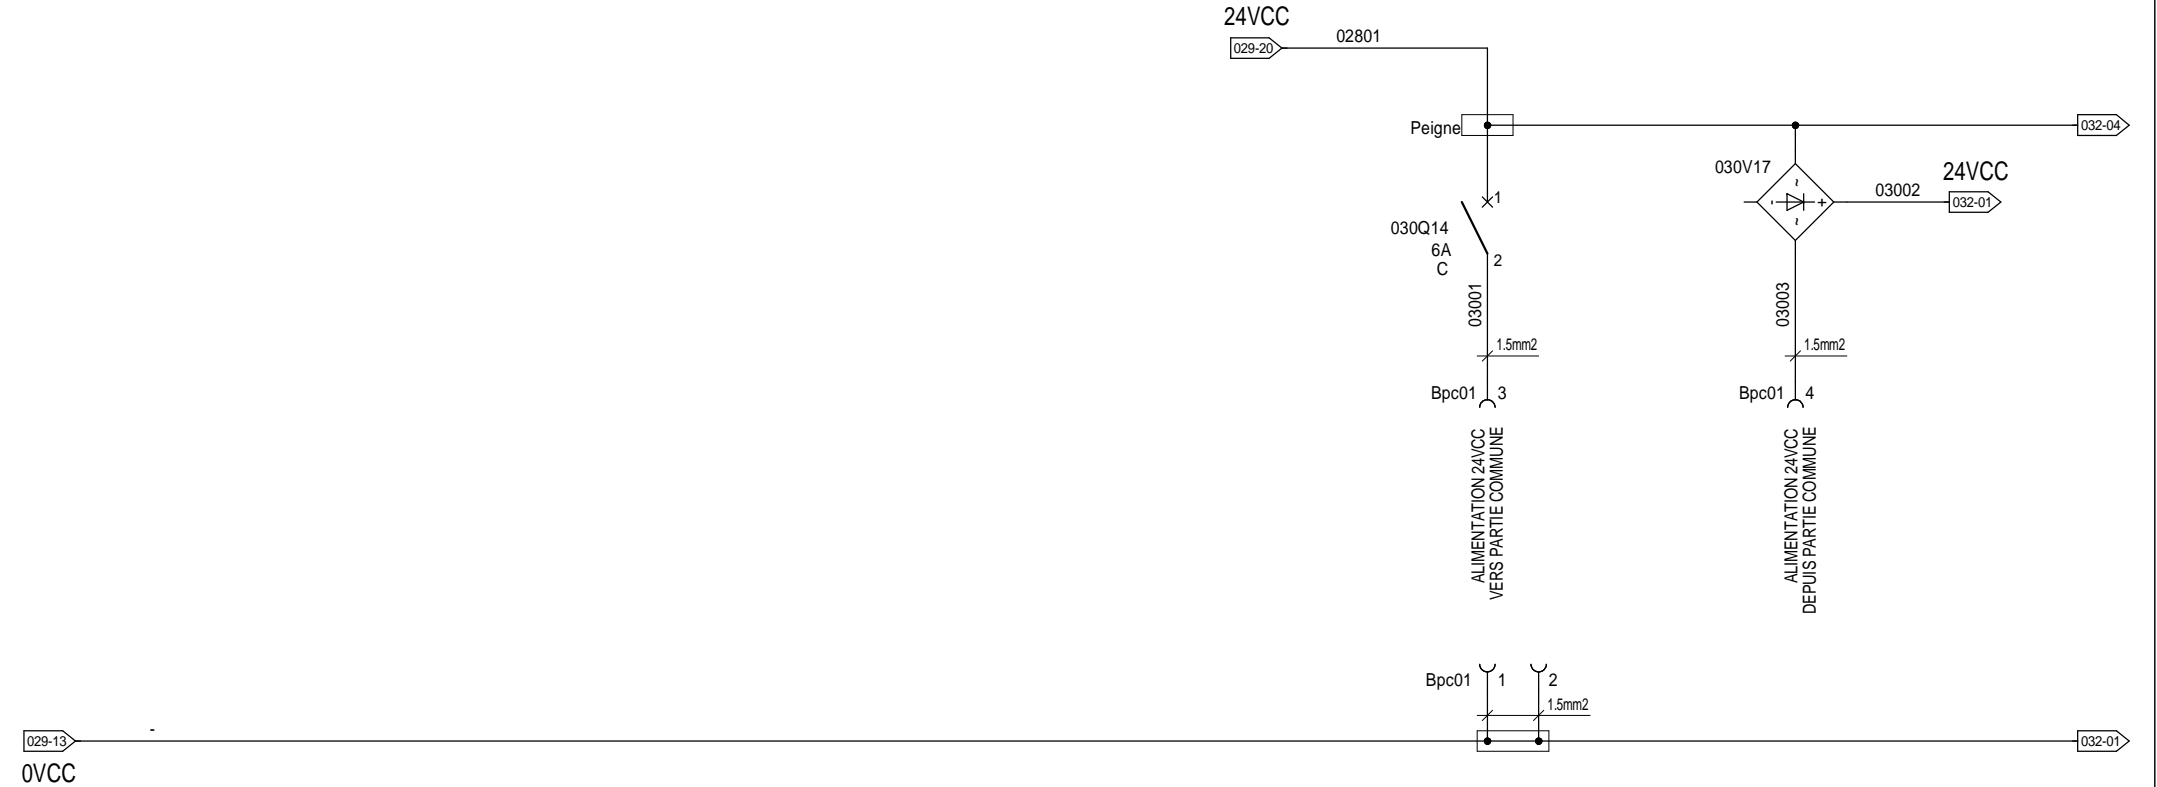 24VCC
029-20
02801
Peigne
032-04
030V17
24VCC
03002
032-01
~
- +
~
1
030Q14
6A
C
2
03001
03003
1.5mm2
1.5mm2
Bpc01 3
Bpc01 4
ALIMENTATION 24VCC
VERS PARTIE COMMUNE
ALIMENTATION 24VCC
DEPUIS PARTIE COMMUNE
Bpc01 1 2
1.5mm2
-
029-13
032-01
0VCC